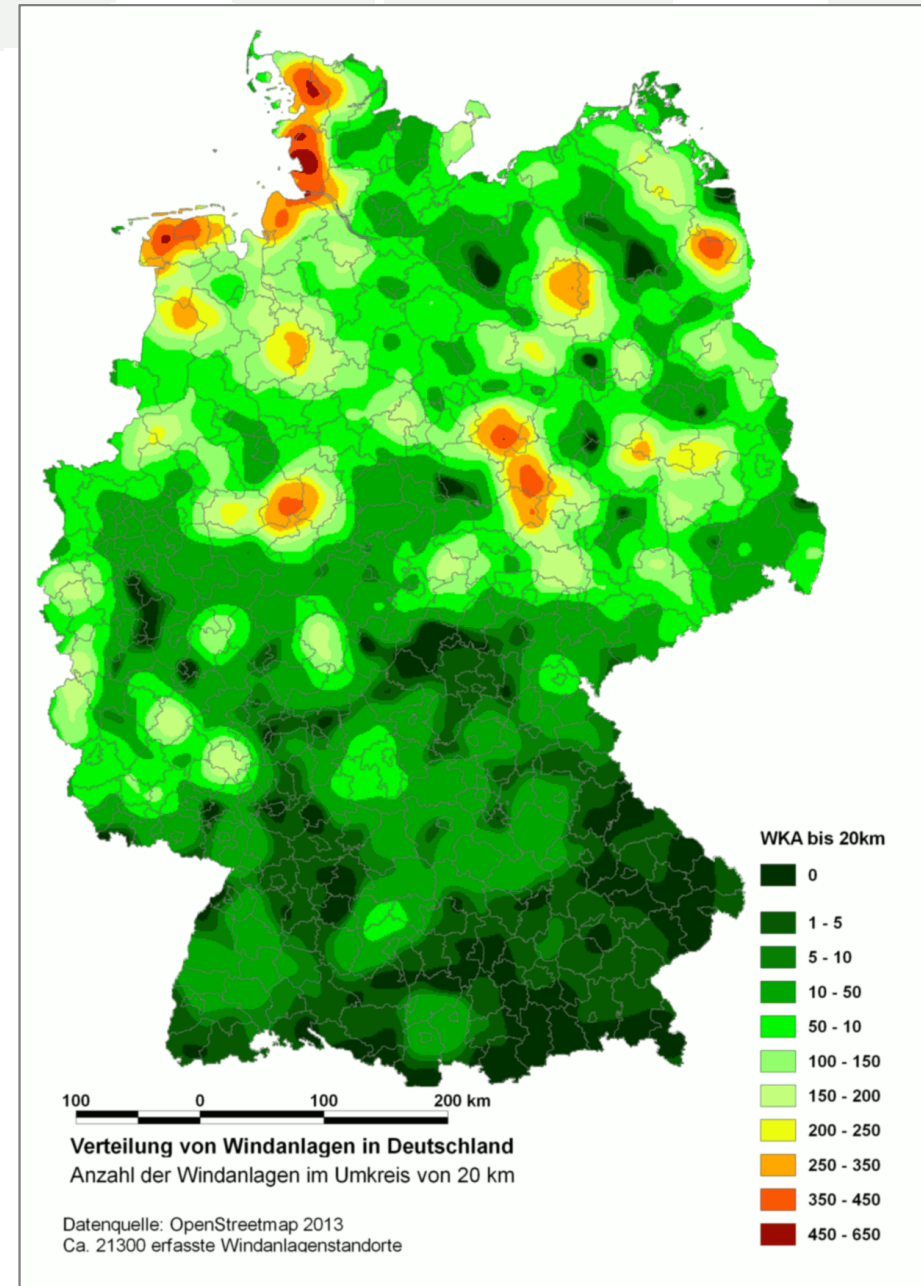 WKA bis 20km
0
1 - 5
5 - 10
10 - 50
50 - 10
100 - 150
150 - 200
200 - 250
250 - 350
350 - 450
450 - 650
100 0 100 200 km
Verteilung von Windanlagen in Deutschland
Anzahl der Windanlagen im Umkreis von 20 km
Datenquelle: OpenStreetmap 2013
Ca. 21300 erfasste Windanlagenstandorte